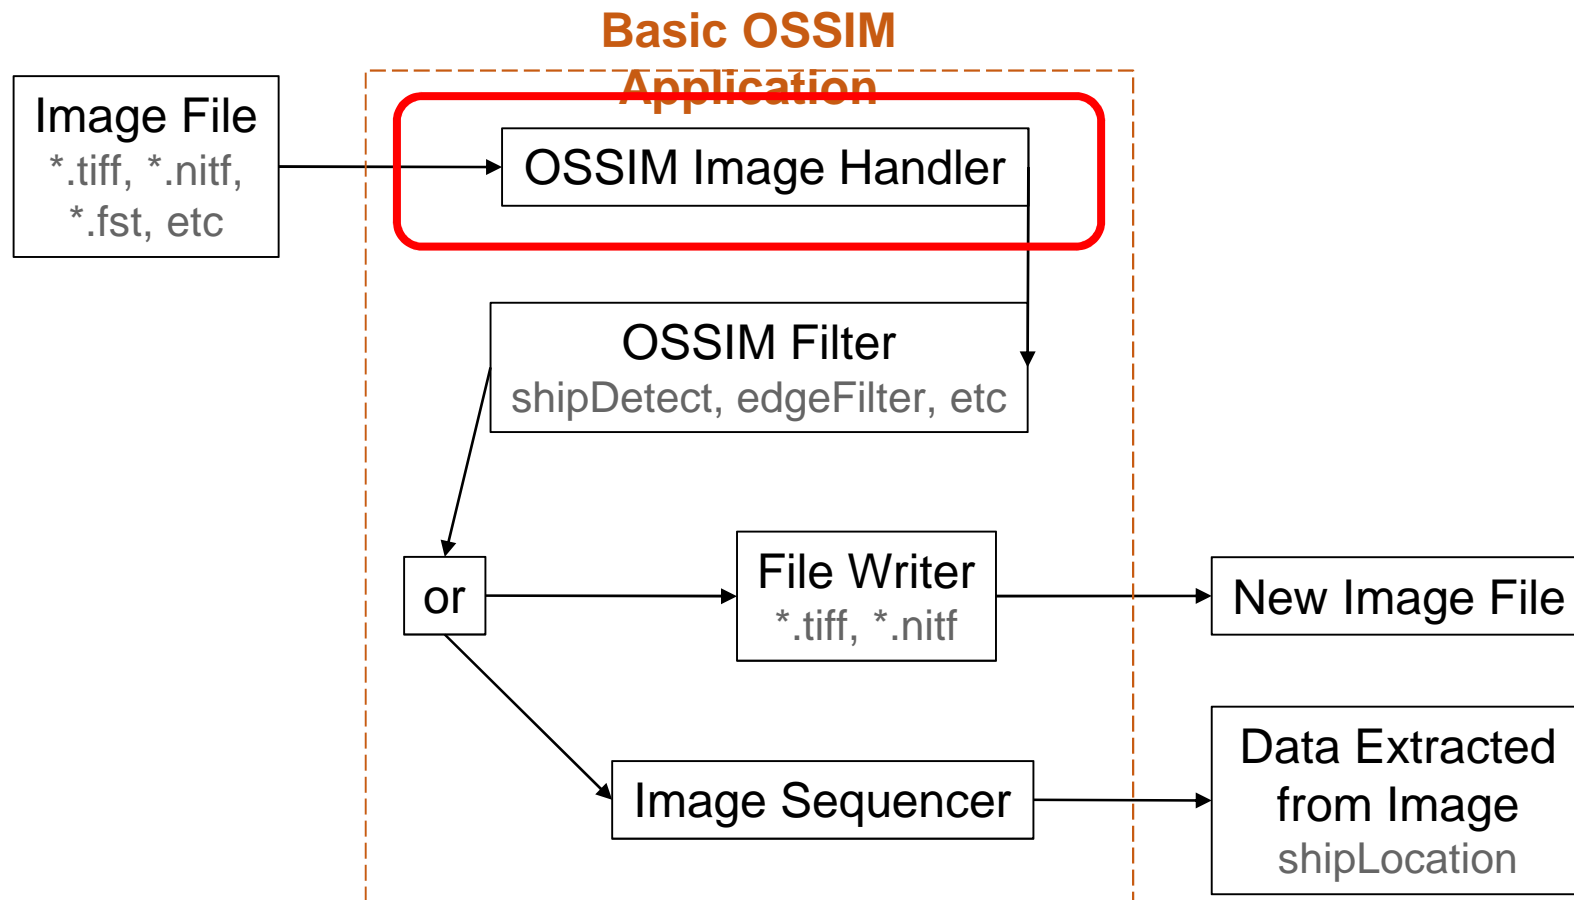 Basic OSSIM
Application
Image File
*.tiff, *.nitf,
*.fst, etc
OSSIM Image Handler
OSSIM Filter
shipDetect, edgeFilter, etc
or
File Writer
*.tiff, *.nitf
New Image File
Image Sequencer
Data Extracted
from Image
shipLocation